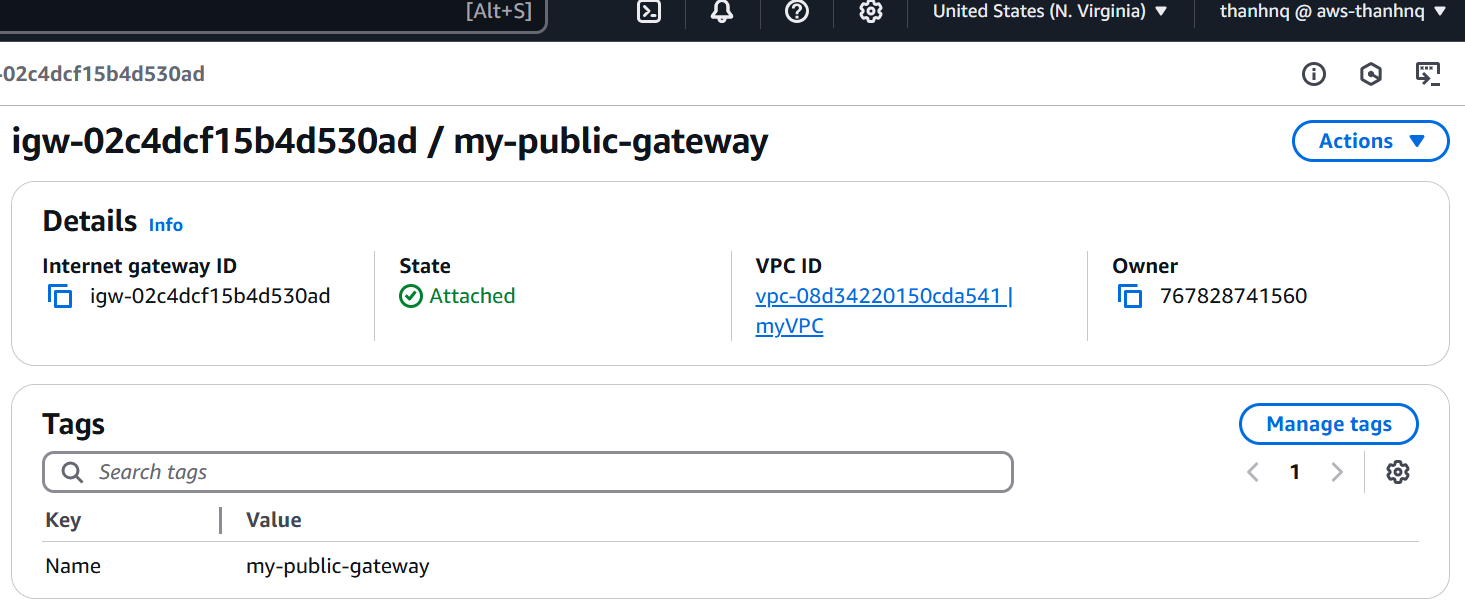 [Alt+S]
United States (N. Virginia)
thanhnq @ aws-thanhnq
-02c4dcf15b4d530ad
igw-02c4dcf15b4d530ad / my-public-gateway
Actions
Details Info
Internet gateway ID
igw-02c4dcf15b4d530ad
State
Attached
VPC ID
vpc-08d34220150cda541 |
myVPC
Owner
767828741560
Tags
Manage tags
Search tags
1
Key Value
Name my-public-gateway